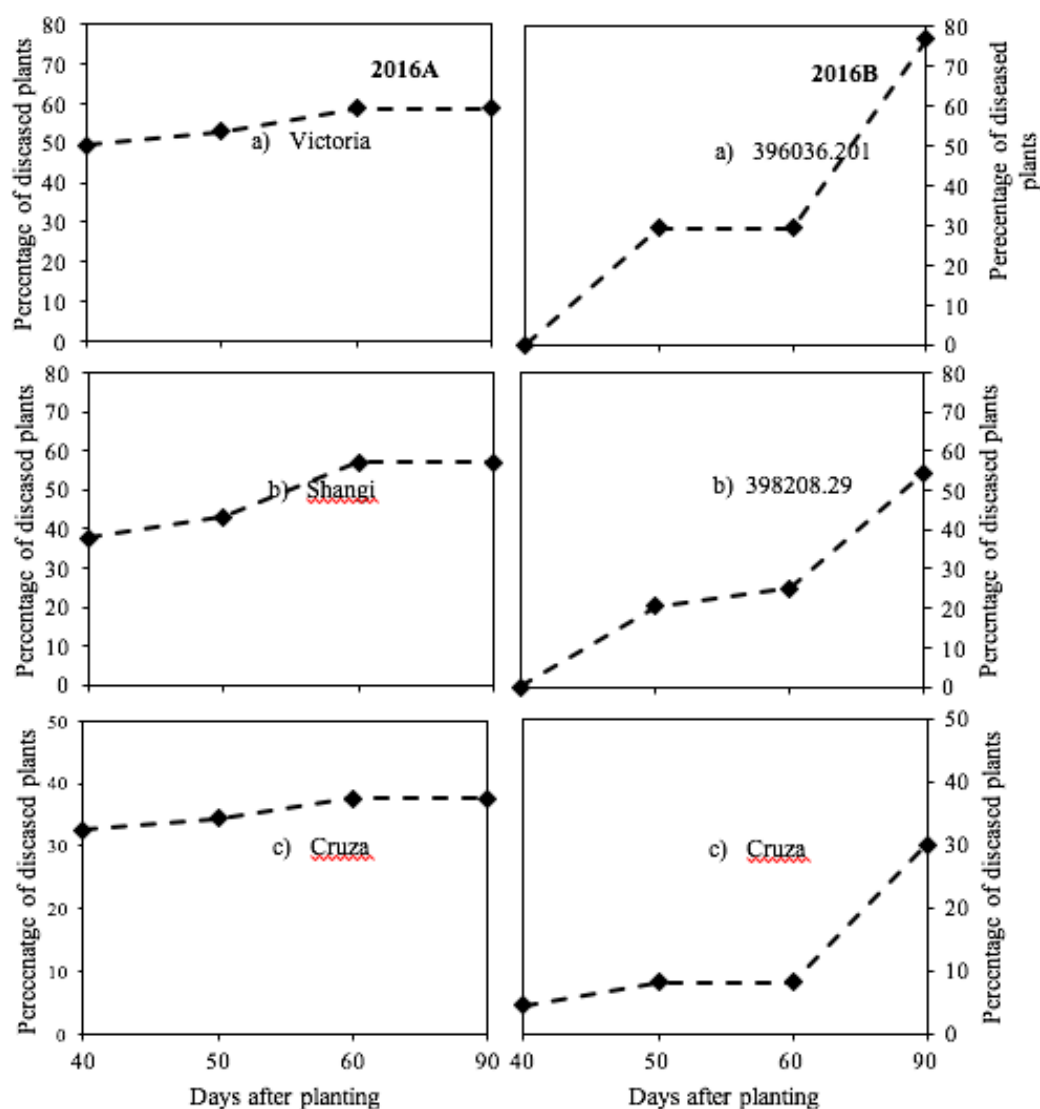 Percentage of diseased plants
80
70
60
50
40
30
20
10
0
2016A
a) Victoria
2016B
a) 396036.201
80
70
60
50
40
30
20
10
0
Perecentage of diseased
plants
Percentage of diseased plants
80
70
60
50
40
30
20
10
0
b) Shangi
b) 398208.29
80
70
60
50
40
30
20
10
0
Percentage of diseased plants
Perceenatge of diseased plants
50
40
30
20
10
0
c) Cruza
40 50 60 90
Days after planting
c) Cruza
50
40
30
20
10
0
Percentage of diseased plants
40 50 60 90
Days after planting